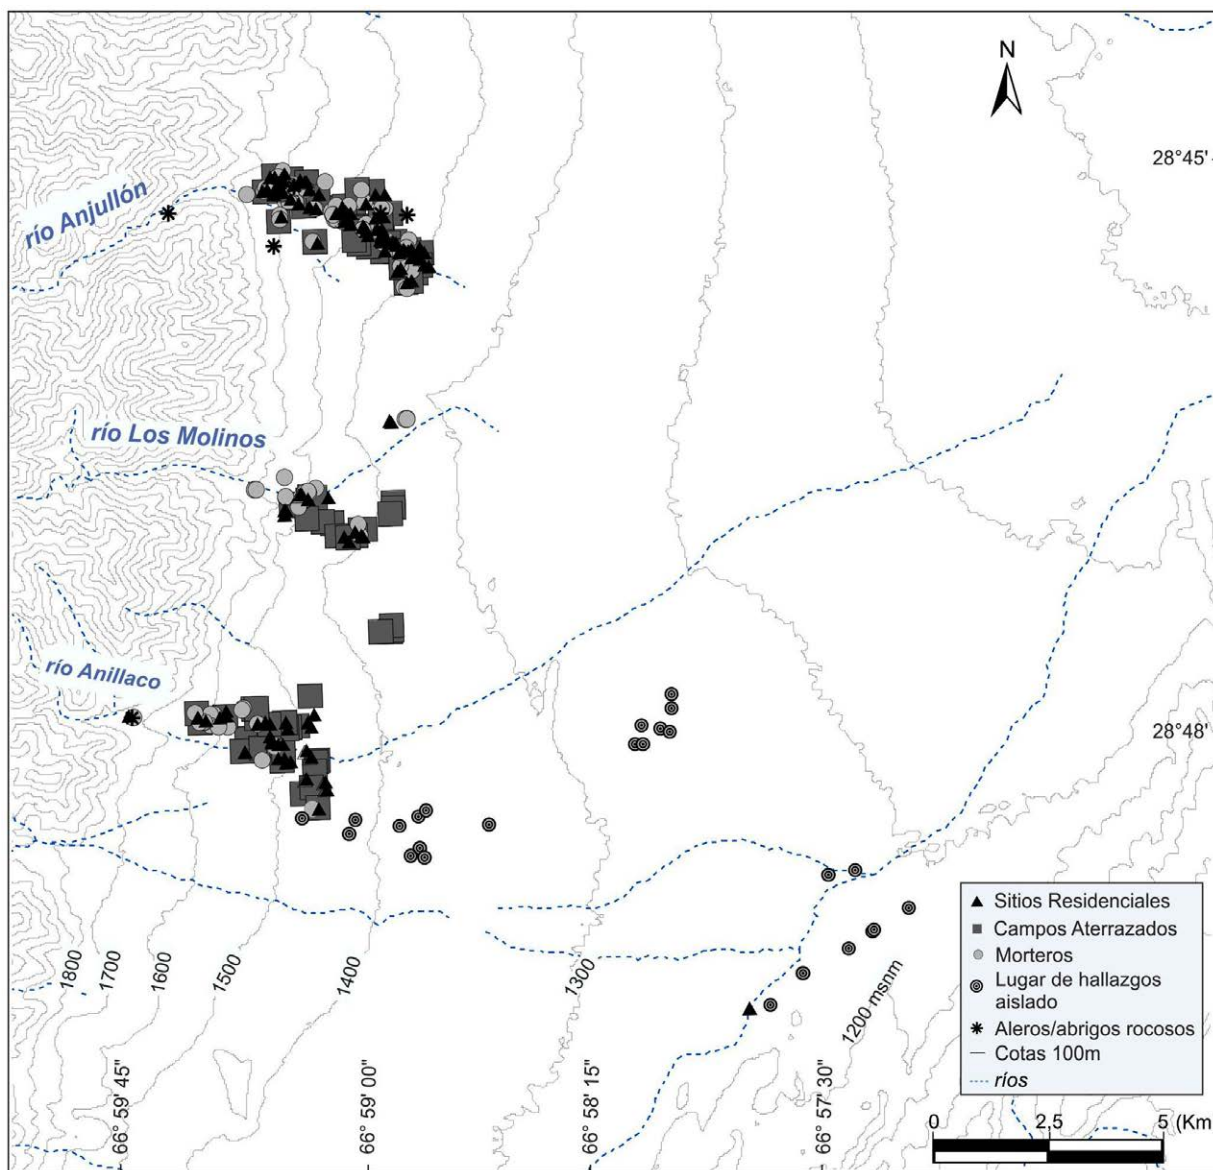 N
28°45'
río Anjullón
río Los Molinos
río Anillaco
28°48'
Sitios Residenciales
Campos Aterrazados
Morteros
Lugar de hallazgos
aislado
Aleros/abrigos rocosos
Cotas 100m
ríos
1800
1700
1600
1500
1400
1300
1200 msnm
66° 59' 45"
66° 59' 00"
66° 58' 15"
66° 57' 30"
0 2,5 5 (Km